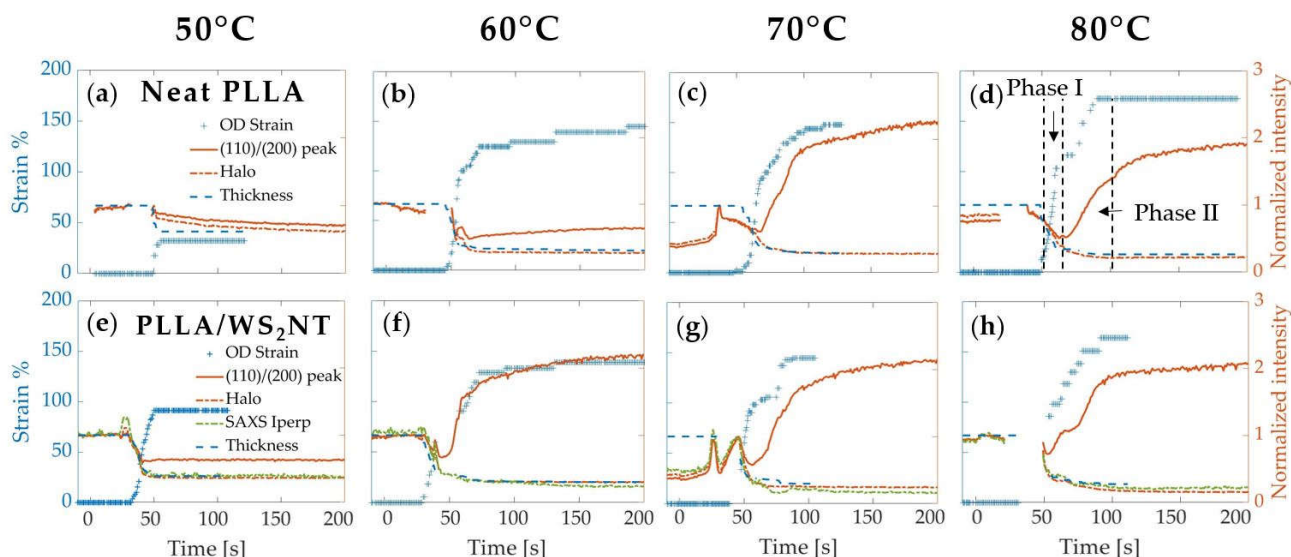 50°C 60°C 70°C 80°C
200 3
(a) Neat PLLA (b) (c) (d) Phase I
OD Strain
150
(110)/(200) peak
2
Halo
100
Thickness
Strain %
Normalized intensity
1
50
Phase II
0 0
200 3
(e) PLLA/WS₂NT (f) (g) (h)
OD Strain
150
(110)/(200) peak
2
Halo
100
SAXS Iperp
Thickness
Strain %
Normalized intensity
1
50
0 0
0 50 100 150 200 0 50 100 150 200 0 50 100 150 200 0 50 100 150 200
Time [s] Time [s] Time [s] Time [s]